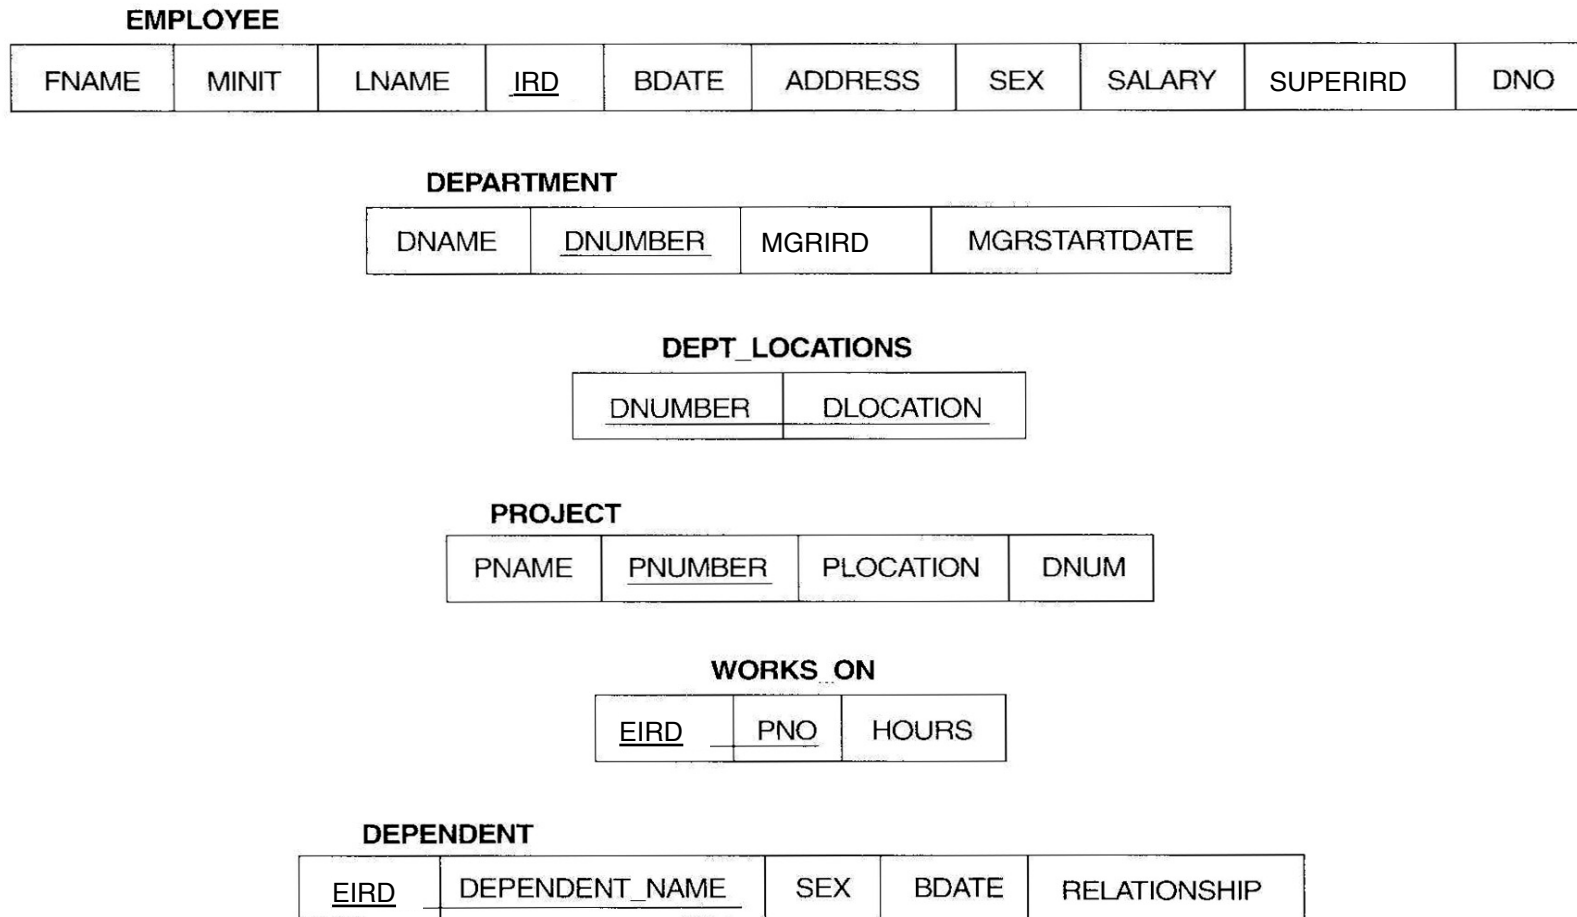 EMPLOYEE
FNAME MINIT LNAME IRD BDATE ADDRESS SEX SALARY SUPERIRD DNO
DEPARTMENT
DNAME DNUMBER MGRIRD MGRSTARTDATE
DEPT_LOCATIONS
DNUMBER DLOCATION
PROJECT
PNAME PNUMBER PLOCATION DNUM
WORKS_ON
EIRD PNO HOURS
DEPENDENT
EIRD DEPENDENT_NAME SEX BDATE RELATIONSHIP